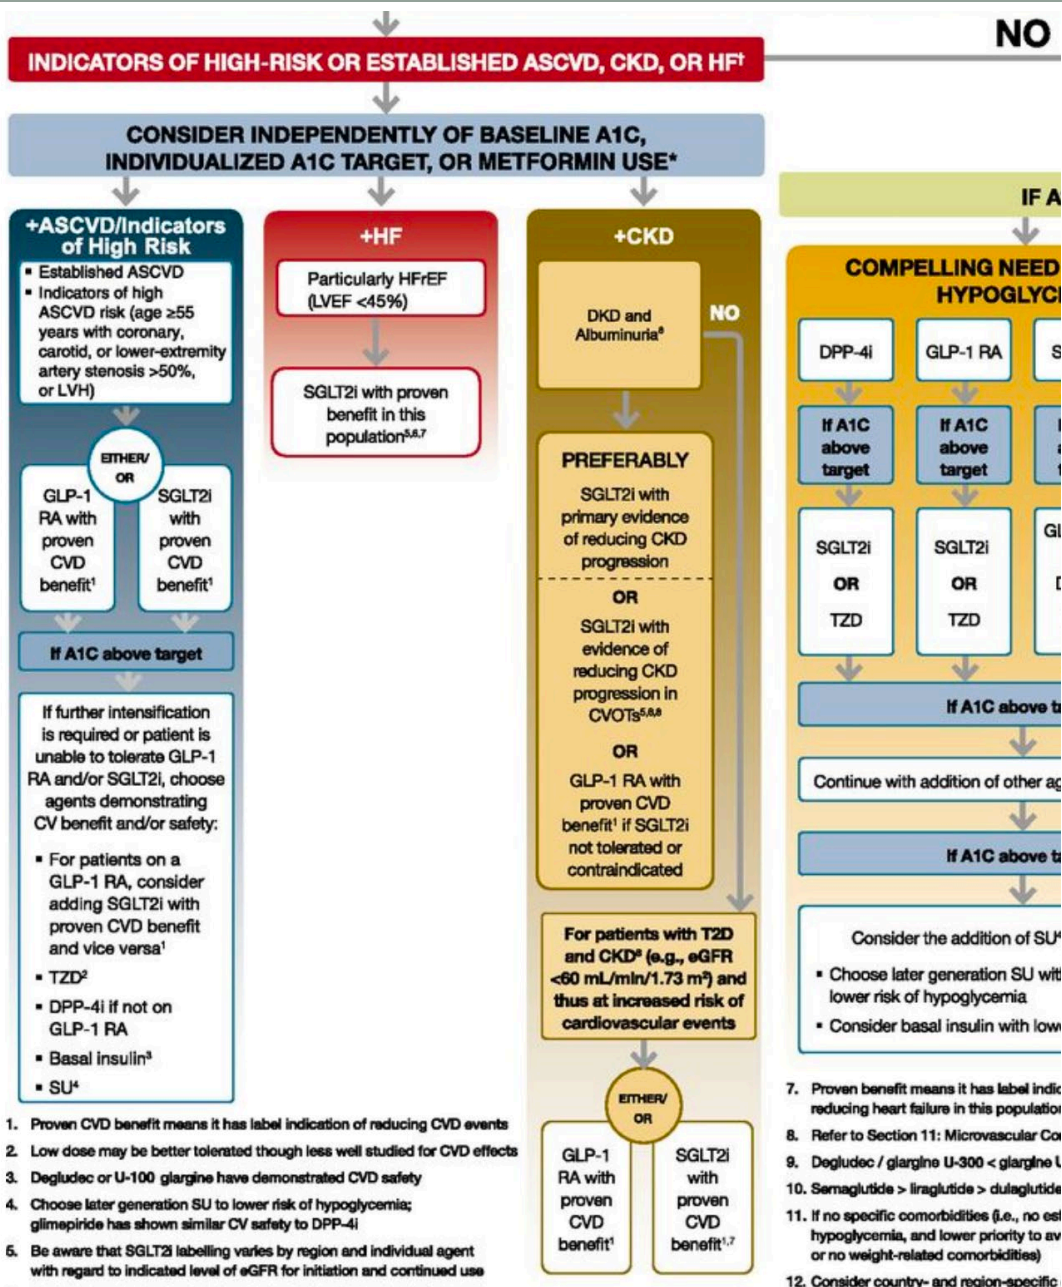 NO
INDICATORS OF HIGH-RISK OR ESTABLISHED ASCVD, CKD, OR HF†
CONSIDER INDEPENDENTLY OF BASELINE A1C,
INDIVIDUALIZED A1C TARGET, OR METFORMIN USE*
+ASCVD/Indicators
of High Risk
▪ Established ASCVD
▪ Indicators of high
ASCVD risk (age ≥55
years with coronary,
carotid, or lower-extremity
artery stenosis >50%,
or LVH)
EITHER/
OR
GLP-1
RA with
proven
CVD
benefit¹
SGLT2i
with
proven
CVD
benefit¹
If A1C above target
If further intensification
is required or patient is
unable to tolerate GLP-1
RA and/or SGLT2i, choose
agents demonstrating
CV benefit and/or safety:
▪ For patients on a
GLP-1 RA, consider
adding SGLT2i with
proven CVD benefit
and vice versa¹
▪ TZD²
▪ DPP-4i if not on
GLP-1 RA
▪ Basal insulin³
▪ SU⁴
+HF
Particularly HFrEF
(LVEF <45%)
SGLT2i with proven
benefit in this
population⁵,⁶,⁷
+CKD
DKD and
Albuminuria⁸
NO
PREFERABLY
SGLT2i with
primary evidence
of reducing CKD
progression
OR
SGLT2i with
evidence of
reducing CKD
progression in
CVOTs⁵,⁶,⁸
OR
GLP-1 RA with
proven CVD
benefit¹ if SGLT2i
not tolerated or
contraindicated
For patients with T2D
and CKD⁸ (e.g., eGFR
<60 mL/min/1.73 m²) and
thus at increased risk of
cardiovascular events
EITHER/
OR
GLP-1
RA with
proven
CVD
benefit¹
SGLT2i
with
proven
CVD
benefit¹,⁷
IF A
COMPELLING NEED
HYPOGLYC
DPP-4i
If A1C
above
target
SGLT2i
OR
TZD
GLP-1 RA
If A1C
above
target
SGLT2i
OR
TZD
S
GL
D
If A1C above ta
Continue with addition of other ag
If A1C above ta
Consider the addition of SU⁴
▪ Choose later generation SU with
lower risk of hypoglycemia
▪ Consider basal insulin with lowe
1. Proven CVD benefit means it has label indication of reducing CVD events
2. Low dose may be better tolerated though less well studied for CVD effects
3. Degludec or U-100 glargine have demonstrated CVD safety
4. Choose later generation SU to lower risk of hypoglycemia;
glimepiride has shown similar CV safety to DPP-4i
5. Be aware that SGLT2i labelling varies by region and individual agent
with regard to indicated level of eGFR for initiation and continued use
7. Proven benefit means it has label indic
reducing heart failure in this population
8. Refer to Section 11: Microvascular Co
9. Degludec / glargine U-300 < glargine U
10. Semaglutide > liraglutide > dulaglutide
11. If no specific comorbidities (i.e., no est
hypoglycemia, and lower priority to av
or no weight-related comorbidities)
12. Consider country- and region-specific